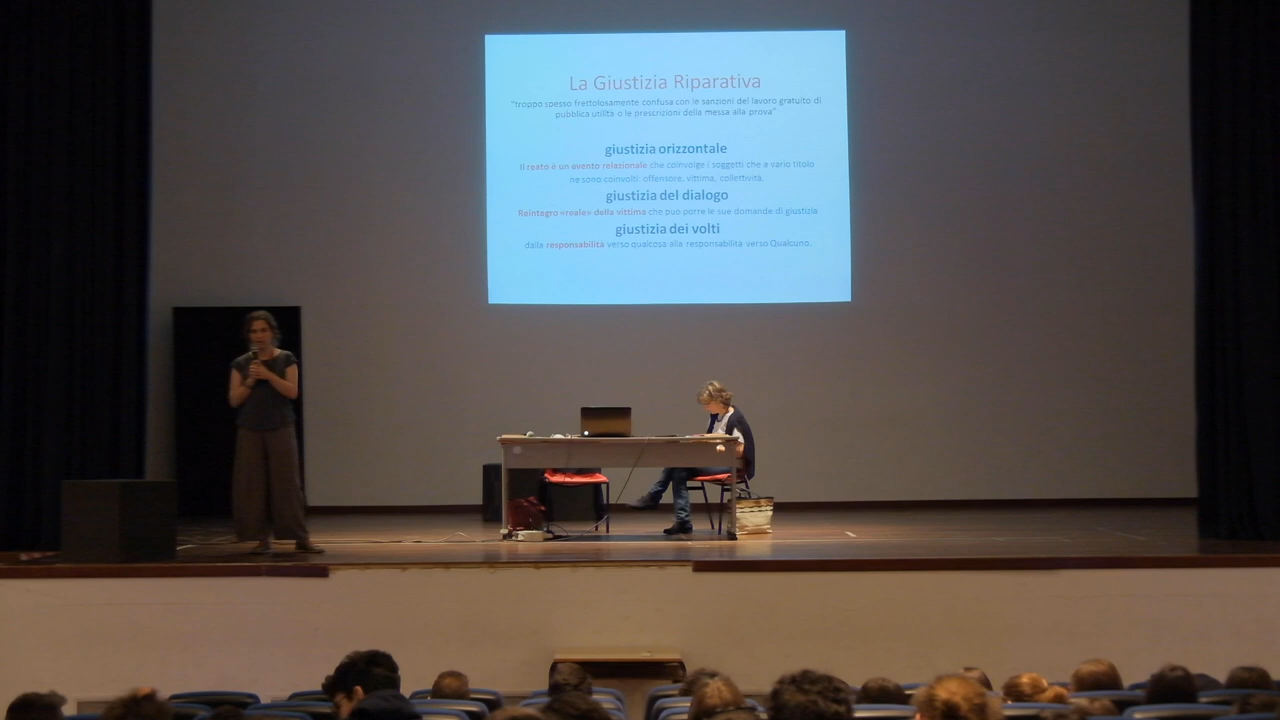 La Giustizia Riparativa
"troppo spesso frettolosamente confusa con le sanzioni del lavoro gratuito di
pubblica utilità o le prescrizioni della messa alla prova"
giustizia orizzontale
Il reato è un evento relazionale che coinvolge i soggetti che a vario titolo
ne sono coinvolti: offensore, vittima, collettività.
giustizia del dialogo
Reintegro «reale» della vittima che può porre le sue domande di giustizia
giustizia dei volti
dalla responsabilità verso qualcosa alla responsabilità verso Qualcuno.